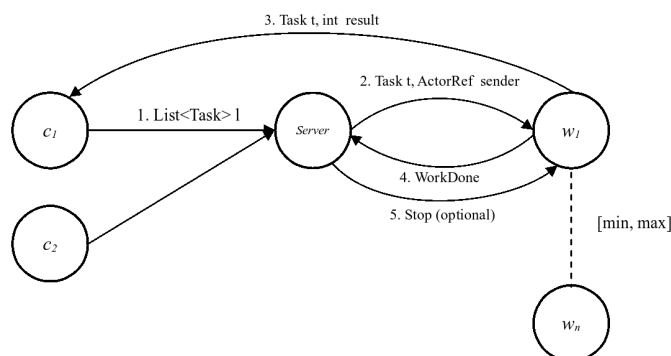 3. Task t, int result
2. Task t, ActorRef sender
c1
1. List<Task> l
Server
w1
4. WorkDone
5. Stop (optional)
[min, max]
c2
wn